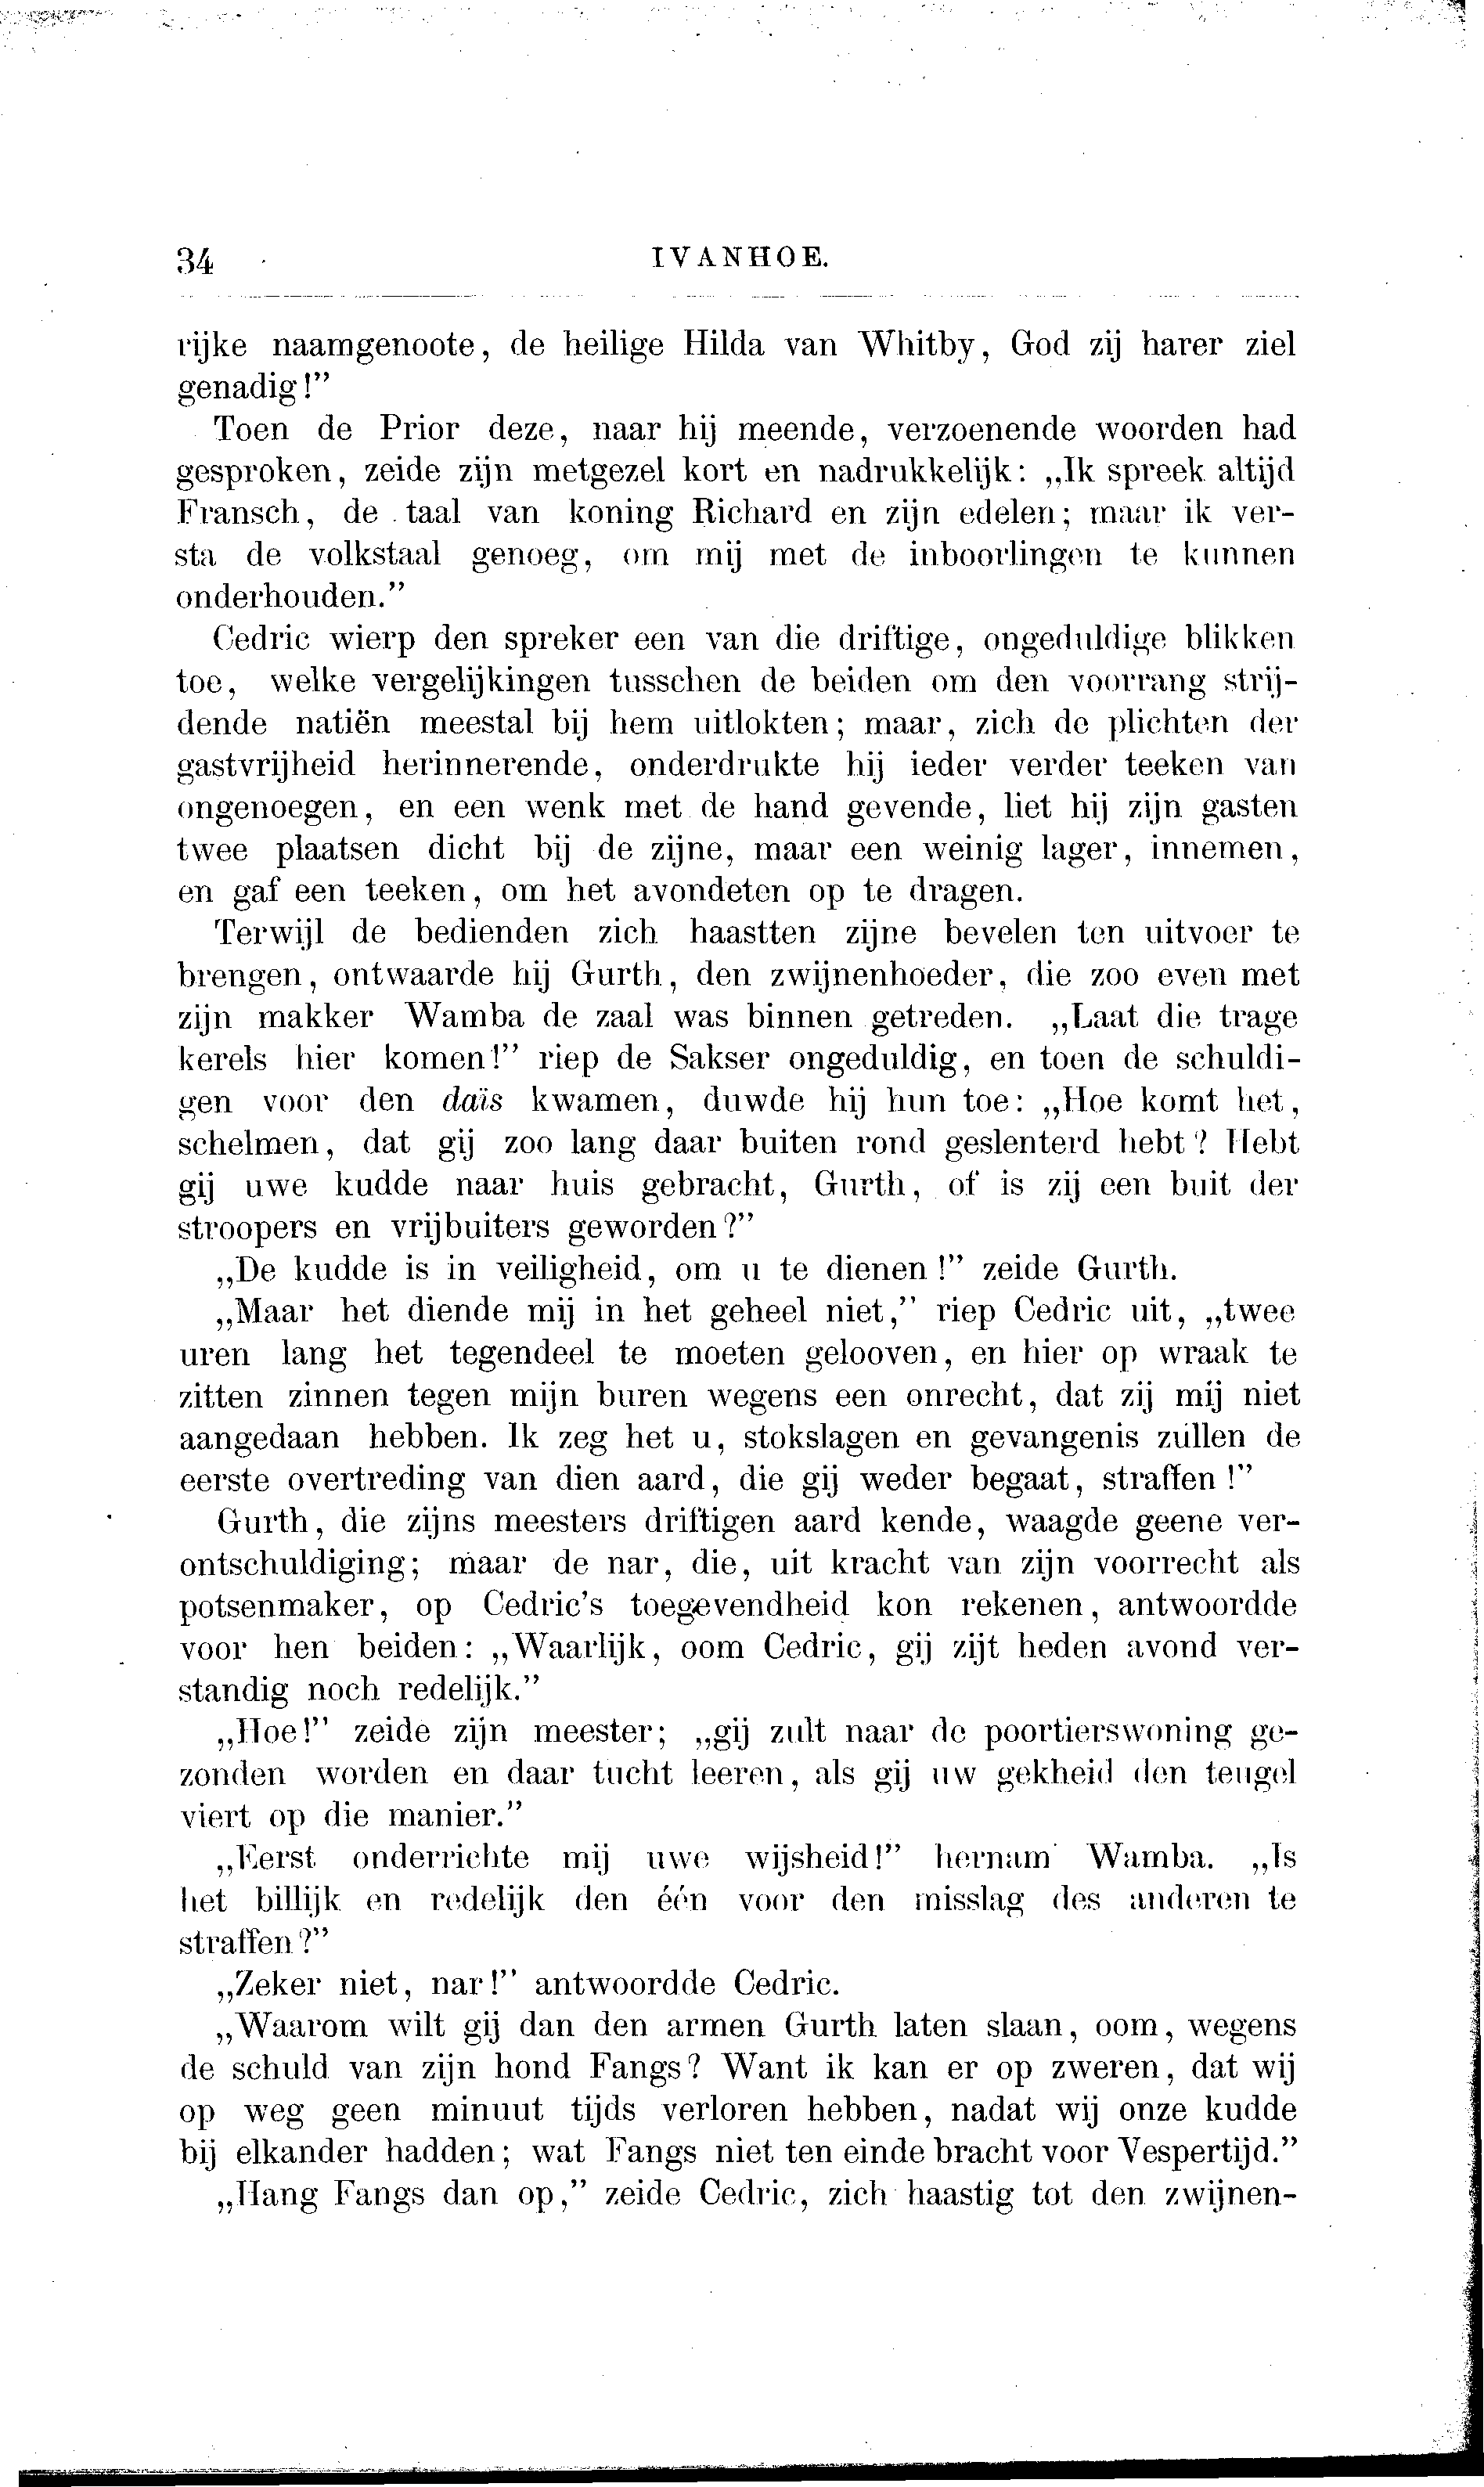 34
IVANHOE.
rijke naamgenoote, de heilige Hilda van Whitby, God zij harer ziel
genadig!”
Toen de Prior deze, naar hij meende, verzoenende woorden had
gesproken, zeide zijn metgezel kort en nadrukkelijk: „Ik spreek altijd
Fransch, de taal van koning Richard en zijn edelen; maar ik ver-
sta de volkstaal genoeg, om mij met de inboorlingen te kunnen
onderhouden.”
Cedric wierp den spreker een van die driftige, ongeduldige blikken
toe, welke vergelijkingen tusschen de beiden om den voorrang strij-
dende natiën meestal bij hem uitlokten; maar, zich de plichten der
gastvrijheid herinnerende, onderdrukte hij ieder verder teeken van
ongenoegen, en een wenk met de hand gevende, liet hij zijn gasten
twee plaatsen dicht bij de zijne, maar een weinig lager, innemen,
en gaf een teeken, om het avondeten op te dragen.
Terwijl de bedienden zich haastten zijne bevelen ten uitvoer te
brengen, ontwaarde hij Gurth, den zwijnenhoeder, die zoo even met
zijn makker Wamba de zaal was binnen getreden. „Laat die trage
kerels hier komen!” riep de Sakser ongeduldig, en toen de schuldi-
gen voor den daïs kwamen, duwde hij hun toe: „Hoe komt het,
schelmen, dat gij zoo lang daar buiten rond geslenterd hebt? Hebt
gij uwe kudde naar huis gebracht, Gurth, of is zij een buit der
stroopers en vrijbuiters geworden?”
„De kudde is in veiligheid, om u te dienen!” zeide Gurth.
„Maar het diende mij in het geheel niet,” riep Cedric uit, „twee
uren lang het tegendeel te moeten gelooven, en hier op wraak te
zitten zinnen tegen mijn buren wegens een onrecht, dat zij mij niet
aangedaan hebben. Ik zeg het u, stokslagen en gevangenis zullen de
eerste overtreding van dien aard, die gij weder begaat, straffen!”
Gurth, die zijns meesters driftigen aard kende, waagde geene ver-
ontschuldiging; maar de nar, die, uit kracht van zijn voorrecht als
potsenmaker, op Cedric’s toegevendheid kon rekenen, antwoordde
voor hen beiden: „Waarlijk, oom Cedric, gij zijt heden avond ver-
standig noch redelijk.”
„Hoe!” zeide zijn meester; „gij zult naar de poortierswoning ge-
zonden worden en daar tucht leeren, als gij uw gekheid den teugel
viert op die manier.”
„Eerst onderrichte mij uwe wijsheid!” hernam Wamba. „Is
het billijk en redelijk den één voor den misslag des anderen te
straffen?”
„Zeker niet, nar!” antwoordde Cedric.
„Waarom wilt gij dan den armen Gurth laten slaan, oom, wegens
de schuld van zijn hond Fangs? Want ik kan er op zweren, dat wij
op weg geen minuut tijds verloren hebben, nadat wij onze kudde
bij elkander hadden; wat Fangs niet ten einde bracht voor Vespertijd.”
„Hang Fangs dan op,” zeide Cedric, zich haastig tot den zwijnen-